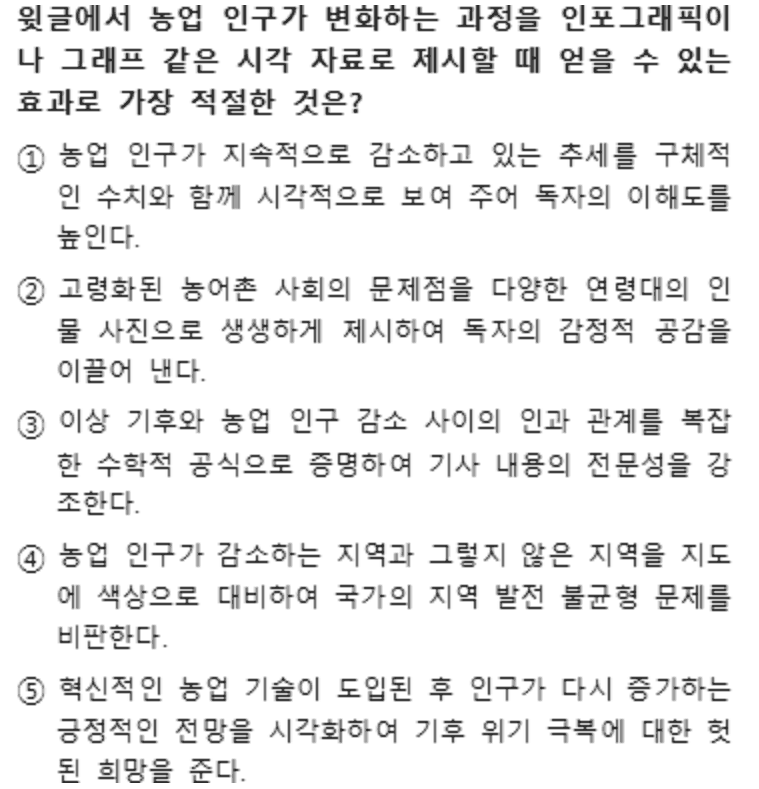 윗글에서 농업 인구가 변화하는 과정을 인포그래픽이
나 그래프 같은 시각 자료로 제시할 때 얻을 수 있는
효과로 가장 적절한 것은?
① 농업 인구가 지속적으로 감소하고 있는 추세를 구체적
인 수치와 함께 시각적으로 보여 주어 독자의 이해도를
높인다.
② 고령화된 농어촌 사회의 문제점을 다양한 연령대의 인
물 사진으로 생생하게 제시하여 독자의 감정적 공감을
이끌어 낸다.
③ 이상 기후와 농업 인구 감소 사이의 인과 관계를 복잡
한 수학적 공식으로 증명하여 기사 내용의 전문성을 강
조한다.
④ 농업 인구가 감소하는 지역과 그렇지 않은 지역을 지도
에 색상으로 대비하여 국가의 지역 발전 불균형 문제를
비판한다.
⑤ 혁신적인 농업 기술이 도입된 후 인구가 다시 증가하는
긍정적인 전망을 시각화하여 기후 위기 극복에 대한 헛
된 희망을 준다.